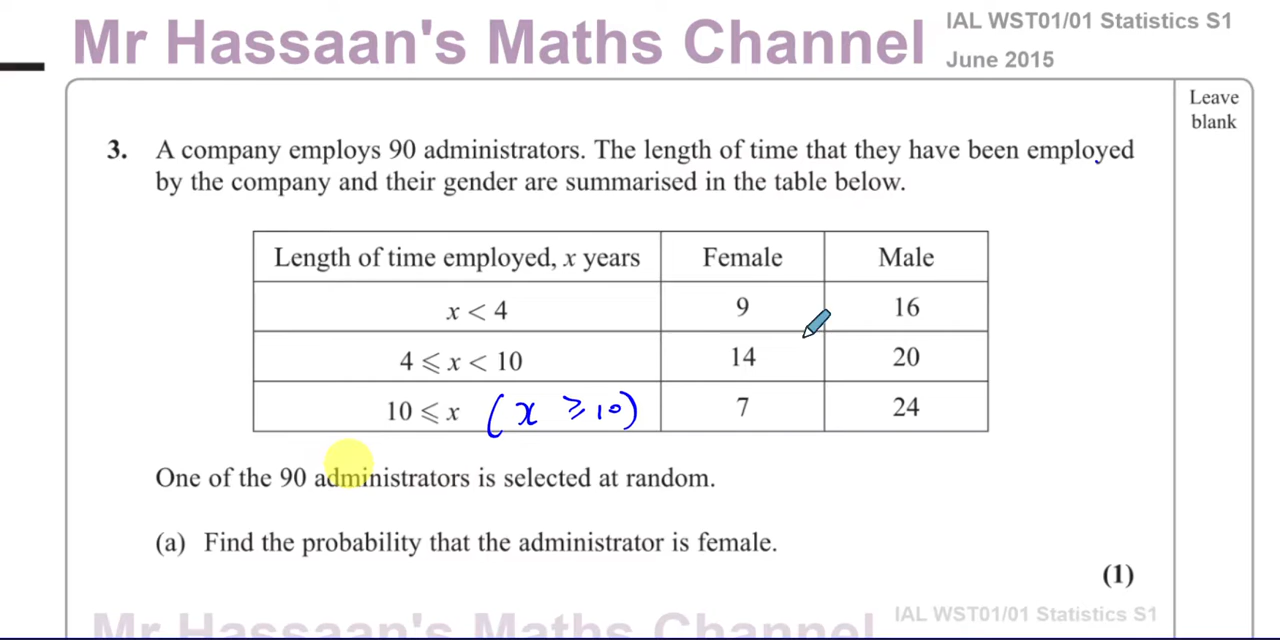 Mr Hassaan's Maths Channel
IAL WST01/01 Statistics S1
June 2015
Leave
blank
3. A company employs 90 administrators. The length of time that they have been employed
by the company and their gender are summarised in the table below.
Length of time employed, x years Female Male
x < 4 9 16
4 ⩽ x < 10 14 20
10 ⩽ x (x ⩾ 10) 7 24
One of the 90 administrators is selected at random.
(a) Find the probability that the administrator is female.
(1)
Mr Hassaan's Maths Channel
IAL WST01/01 Statistics S1